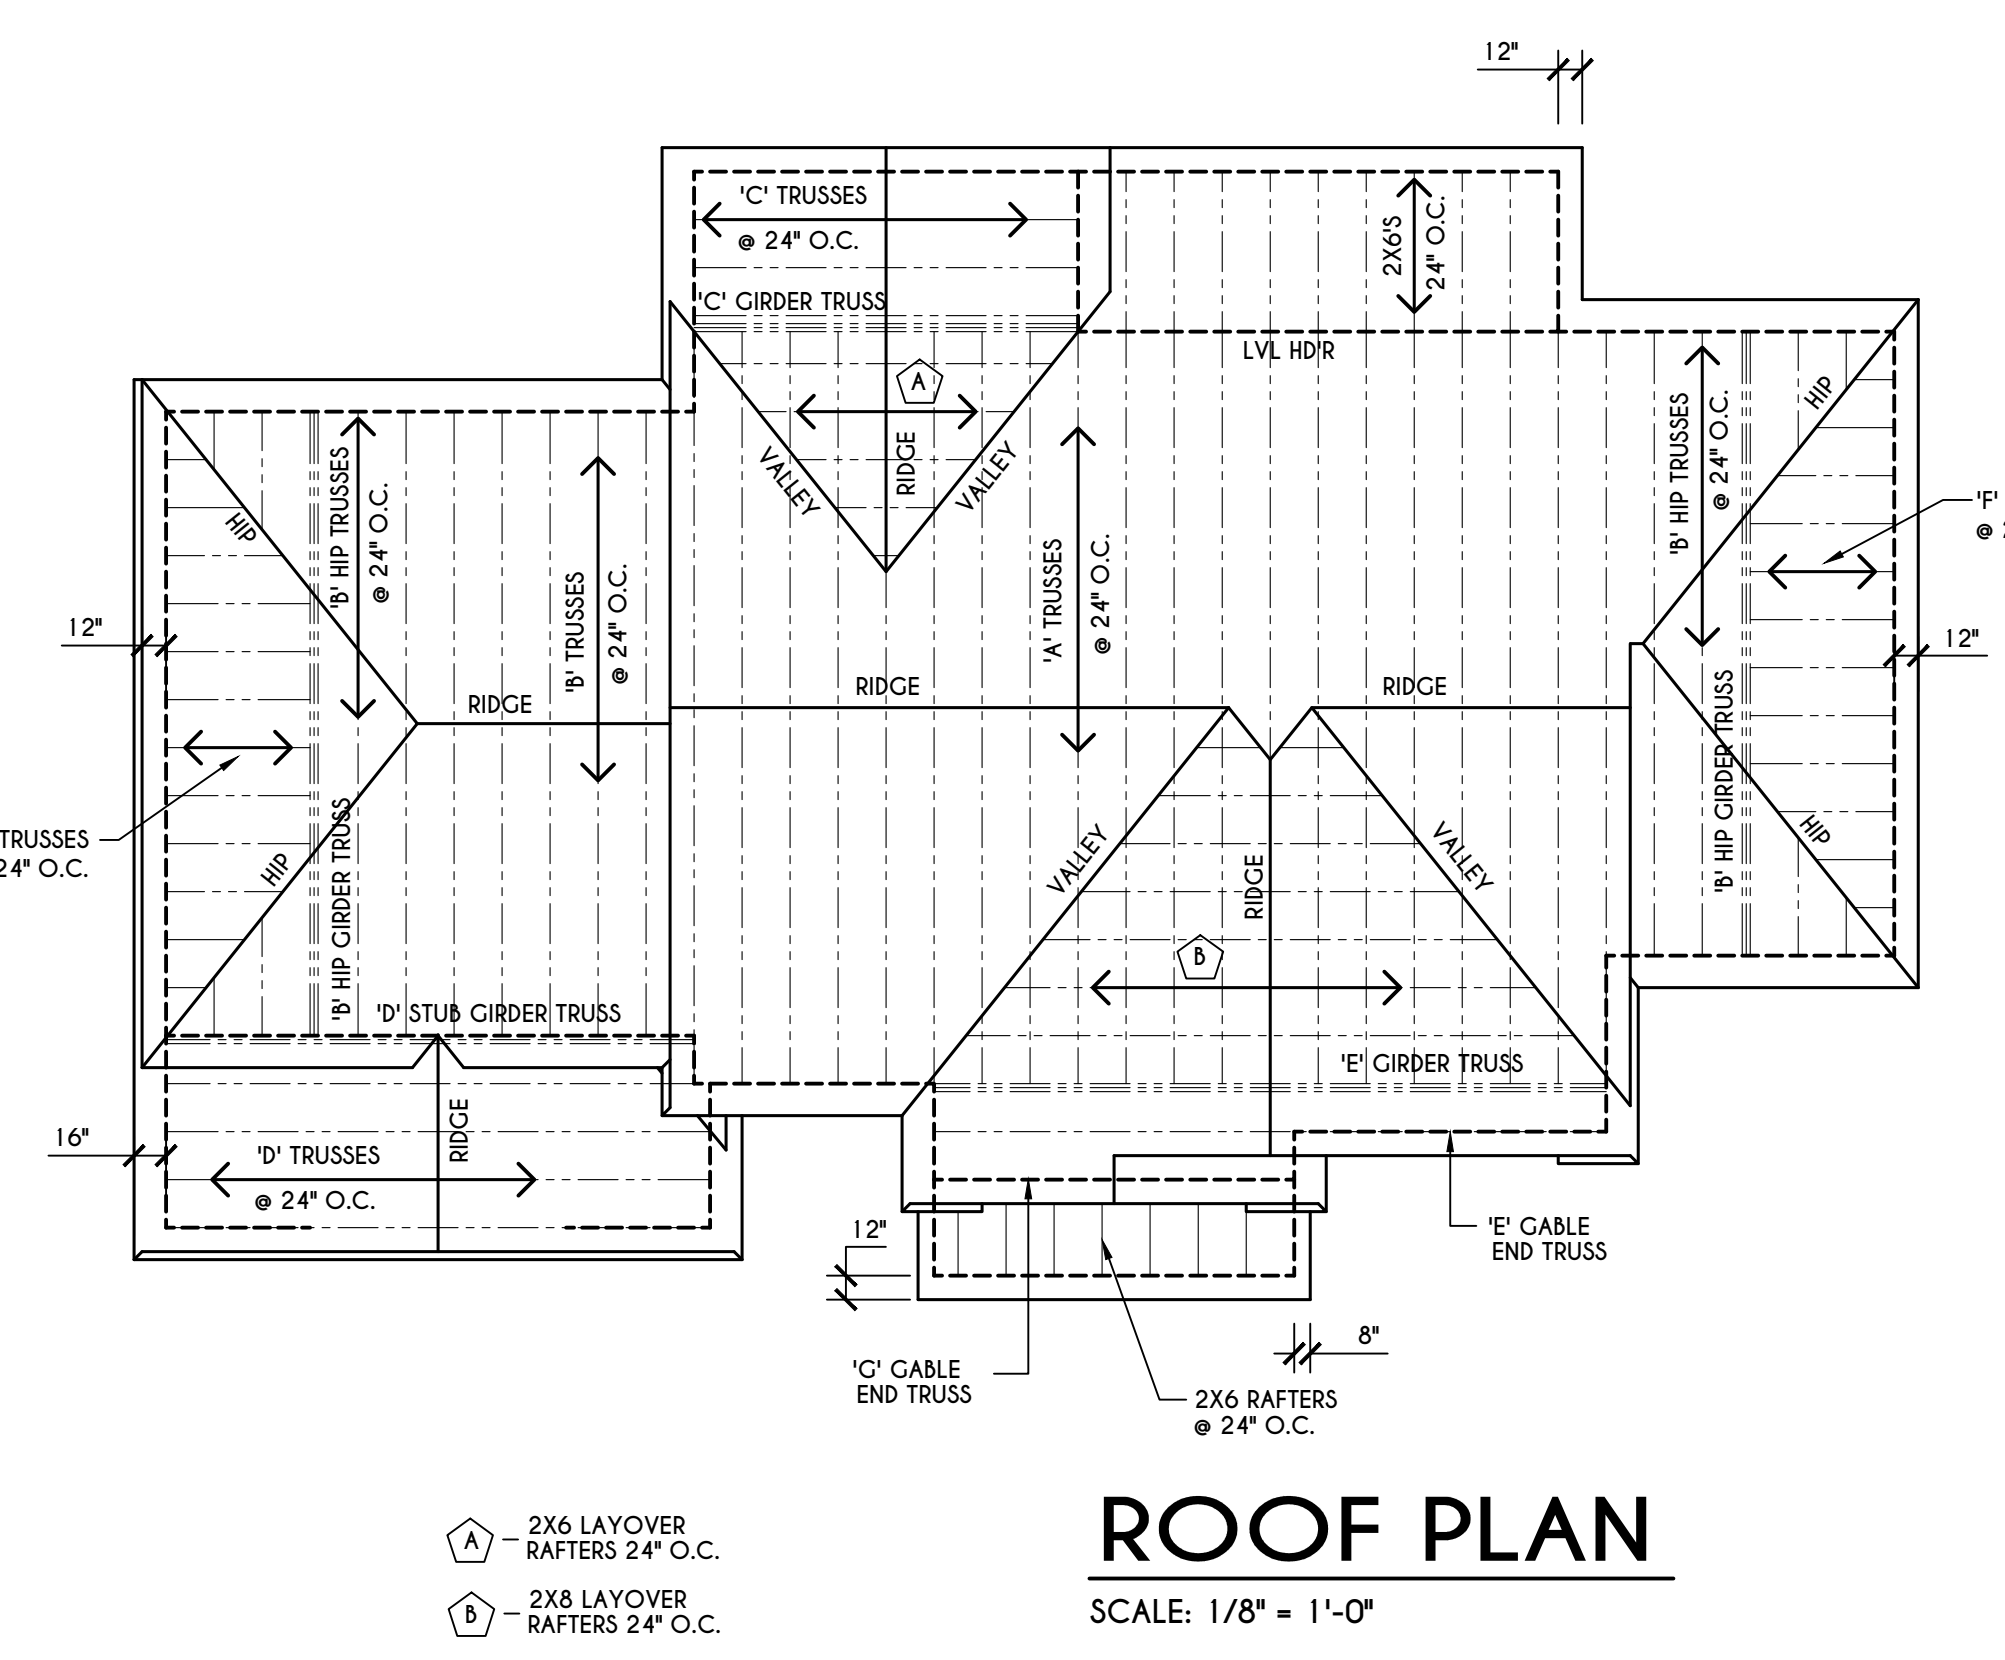 12"
'C' TRUSSES
@ 24" O.C.
'C' GIRDER TRUSS
2X6'S
24" O.C.
LVL HD'R
A
VALLEY
RIDGE
VALLEY
HIP
'B' HIP TRUSSES
@ 24" O.C.
'B' TRUSSES
@ 24" O.C.
'A' TRUSSES
@ 24" O.C.
'B' HIP TRUSSES
@ 24" O.C.
HIP
'F'
@
12"
12"
RIDGE
RIDGE
RIDGE
TRUSSES
24" O.C.
HIP
'B' HIP GIRDER TRUSS
'B' HIP GIRDER TRUSS
HIP
VALLEY
RIDGE
VALLEY
B
'D' STUB GIRDER TRUSS
'E' GIRDER TRUSS
16"
'D' TRUSSES
@ 24" O.C.
RIDGE
12"
'E' GABLE
END TRUSS
8"
'G' GABLE
END TRUSS
2X6 RAFTERS
@ 24" O.C.
A – 2X6 LAYOVER
RAFTERS 24" O.C.
B – 2X8 LAYOVER
RAFTERS 24" O.C.
ROOF PLAN
SCALE: 1/8" = 1'-0"